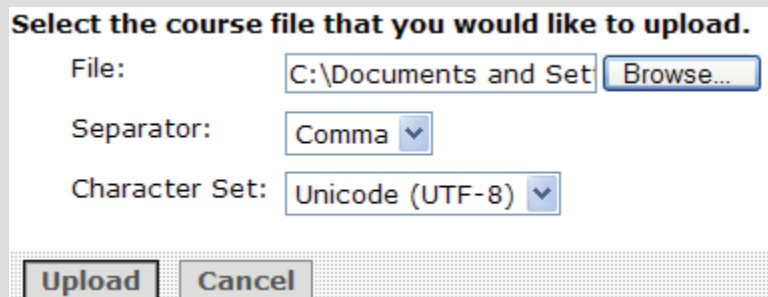 Select the course file that you would like to upload.
File: C:\Documents and Set Browse...
Separator: Comma
Character Set: Unicode (UTF-8)
Upload Cancel